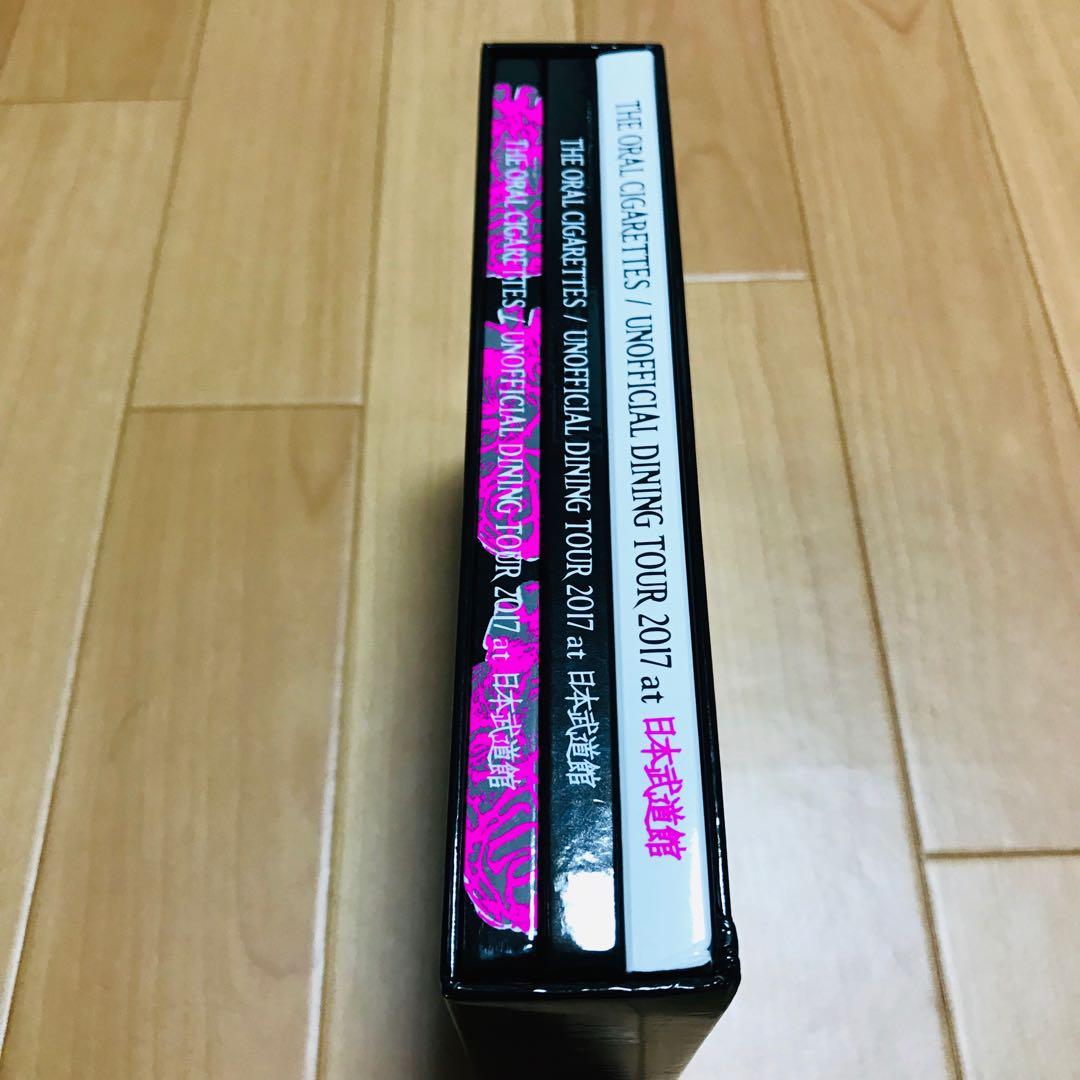 THE ORAL CIGARETTES / UNOFFICIAL DINING TOUR 2017 at 日本武道館
THE ORAL CIGARETTES / UNOFFICIAL DINING TOUR 2017 at 日本武道館
THE ORAL CIGARETTES / UNOFFICIAL DINING TOUR 2017 at 日本武道館